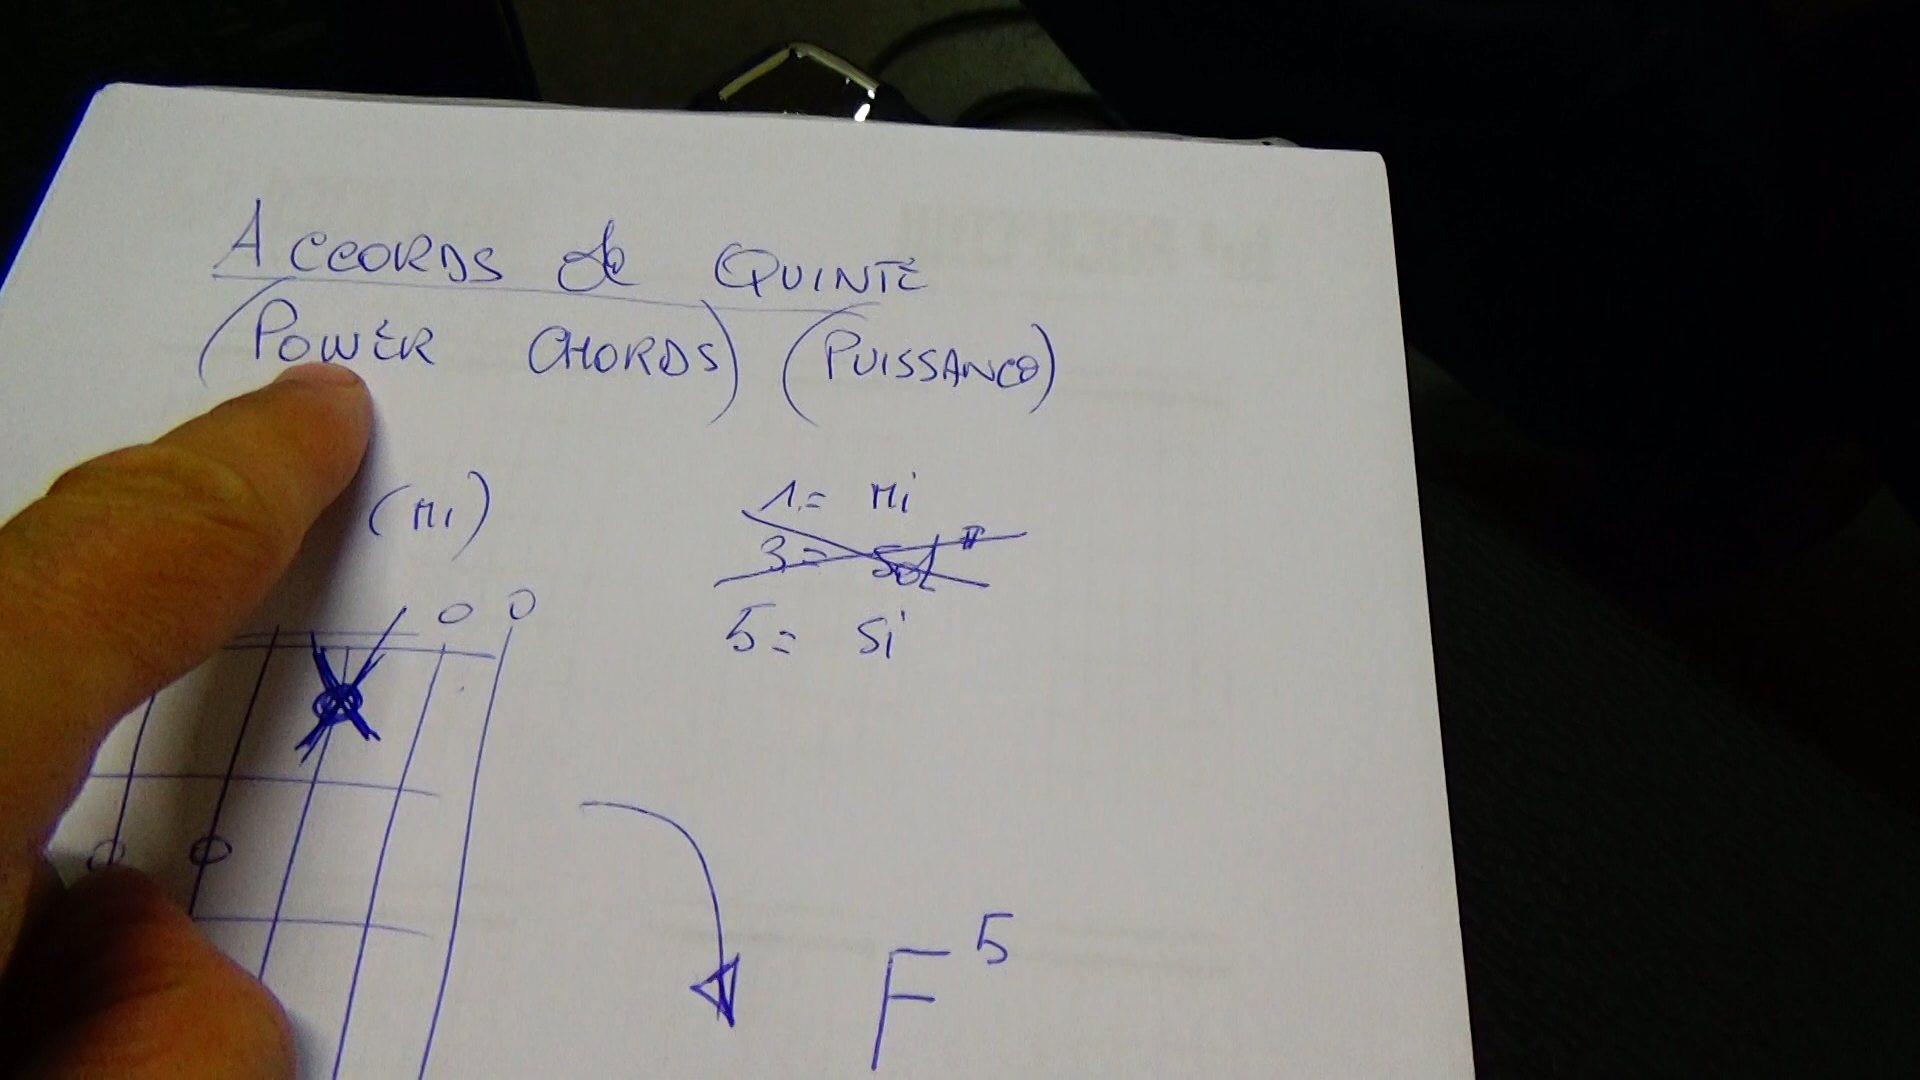 ACCORDS de QUINTE
(POWER CHORDS) (PUISSANCE)
(Mi)
1 = Mi
3 = Sol #
5 = Si
O O
F5